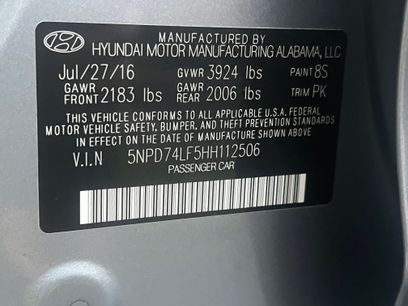 HYUNDAI
MFD. BY
HYUNDAI MOTOR MANUFACTURING ALABAMA, LLC
Jul/27/16 GVWR 3924 lbs PAINT 8S
GAWR FRONT 2183 lbs GAWR REAR 2006 lbs TRIM PK
THIS VEHICLE CONFORMS TO ALL APPLICABLE U.S.A FEDERAL
MOTOR VEHICLE SAFETY, BUMPER, AND THEFT PREVENTION
STANDARDS IN EFFECT ON THE DATE OF MANUFACTURE SHOWN ABOVE.
V.I.N 5NPD74LF5HH112506
PASSENGER CAR